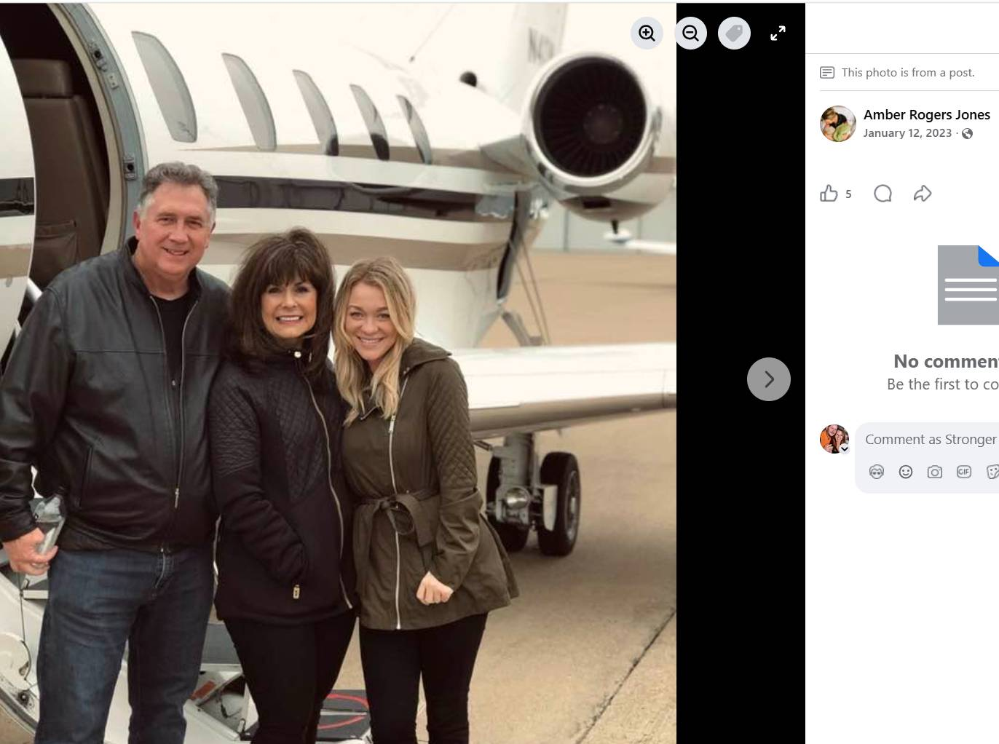 This photo is from a post.
Amber Rogers Jones
January 12, 2023 ·
5
No commen
Be the first to co
Comment as Stronger
GIF